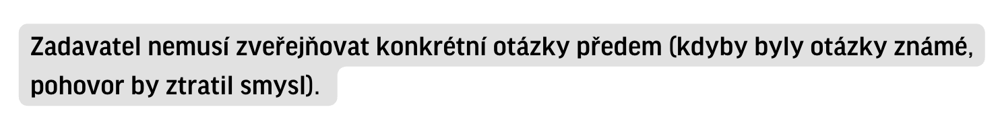 Zadavatel nemusí zveřejňovat konkrétní otázky předem (kdyby byly otázky známé,
pohovor by ztratil smysl).